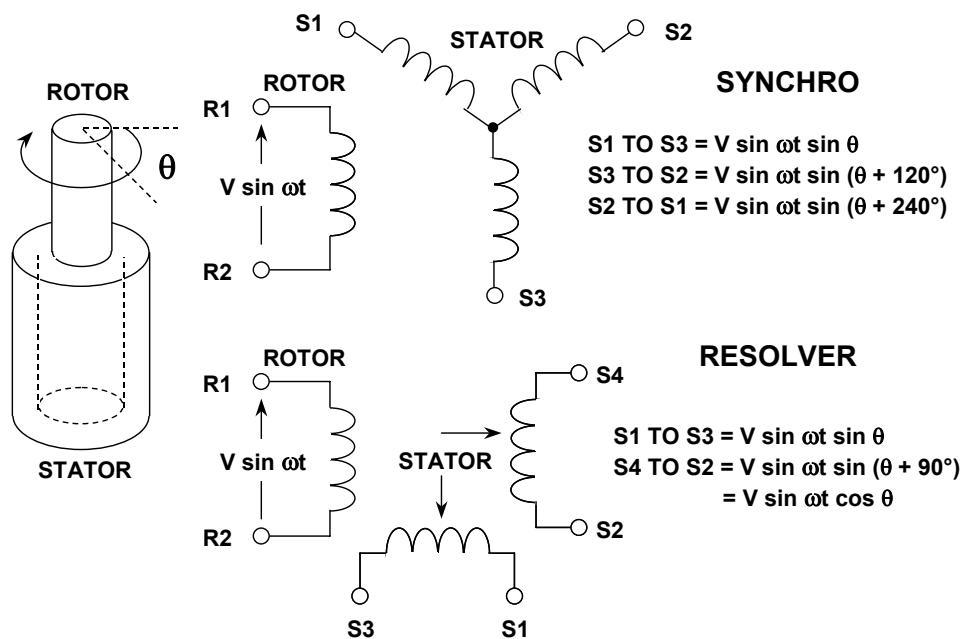 S1
STATOR
S2
SYNCHRO
ROTOR
ROTOR
R1
θ
V sin ωt
S1 TO S3 = V sin ωt sin θ
S3 TO S2 = V sin ωt sin (θ + 120°)
S2 TO S1 = V sin ωt sin (θ + 240°)
R2
S3
STATOR
ROTOR
RESOLVER
R1
S4
V sin ωt
STATOR
S1 TO S3 = V sin ωt sin θ
S4 TO S2 = V sin ωt sin (θ + 90°)
= V sin ωt cos θ
R2
S2
S3
S1